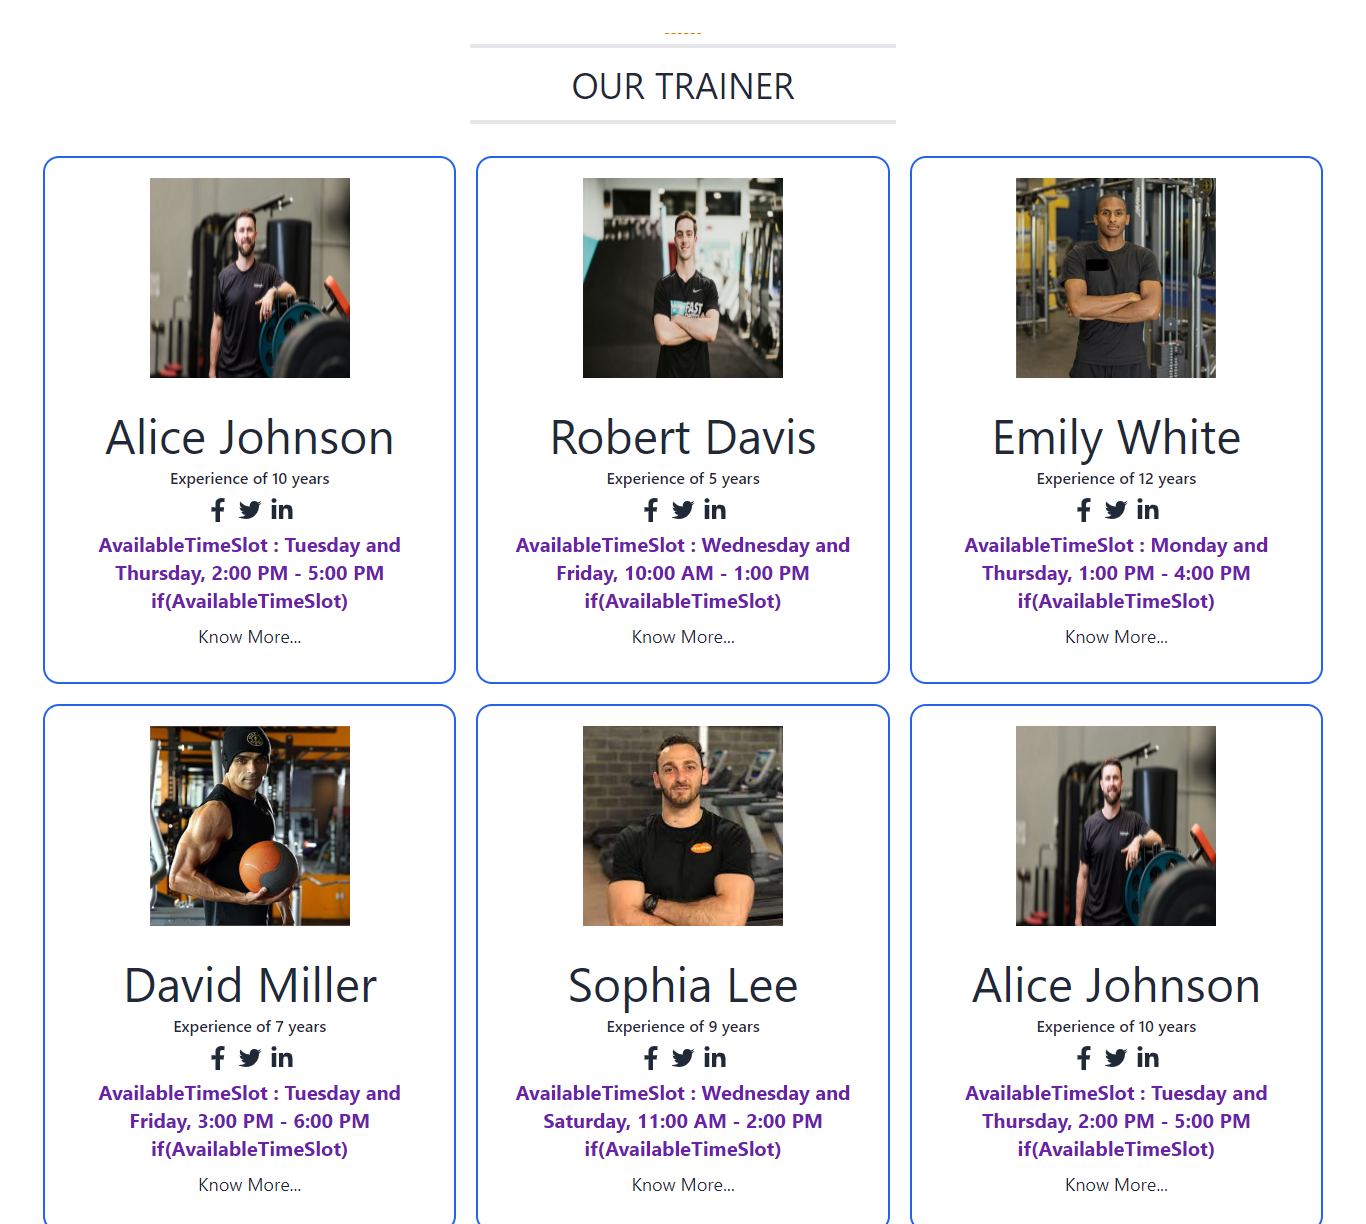 ------
OUR TRAINER
FAST
Alice Johnson
Experience of 10 years
AvailableTimeSlot : Tuesday and
Thursday, 2:00 PM - 5:00 PM
if(AvailableTimeSlot)
Know More...
Robert Davis
Experience of 5 years
AvailableTimeSlot : Wednesday and
Friday, 10:00 AM - 1:00 PM
if(AvailableTimeSlot)
Know More...
Emily White
Experience of 12 years
AvailableTimeSlot : Monday and
Thursday, 1:00 PM - 4:00 PM
if(AvailableTimeSlot)
Know More...
David Miller
Experience of 7 years
AvailableTimeSlot : Tuesday and
Friday, 3:00 PM - 6:00 PM
if(AvailableTimeSlot)
Know More...
Sophia Lee
Experience of 9 years
AvailableTimeSlot : Wednesday and
Saturday, 11:00 AM - 2:00 PM
if(AvailableTimeSlot)
Know More...
Alice Johnson
Experience of 10 years
AvailableTimeSlot : Tuesday and
Thursday, 2:00 PM - 5:00 PM
if(AvailableTimeSlot)
Know More...